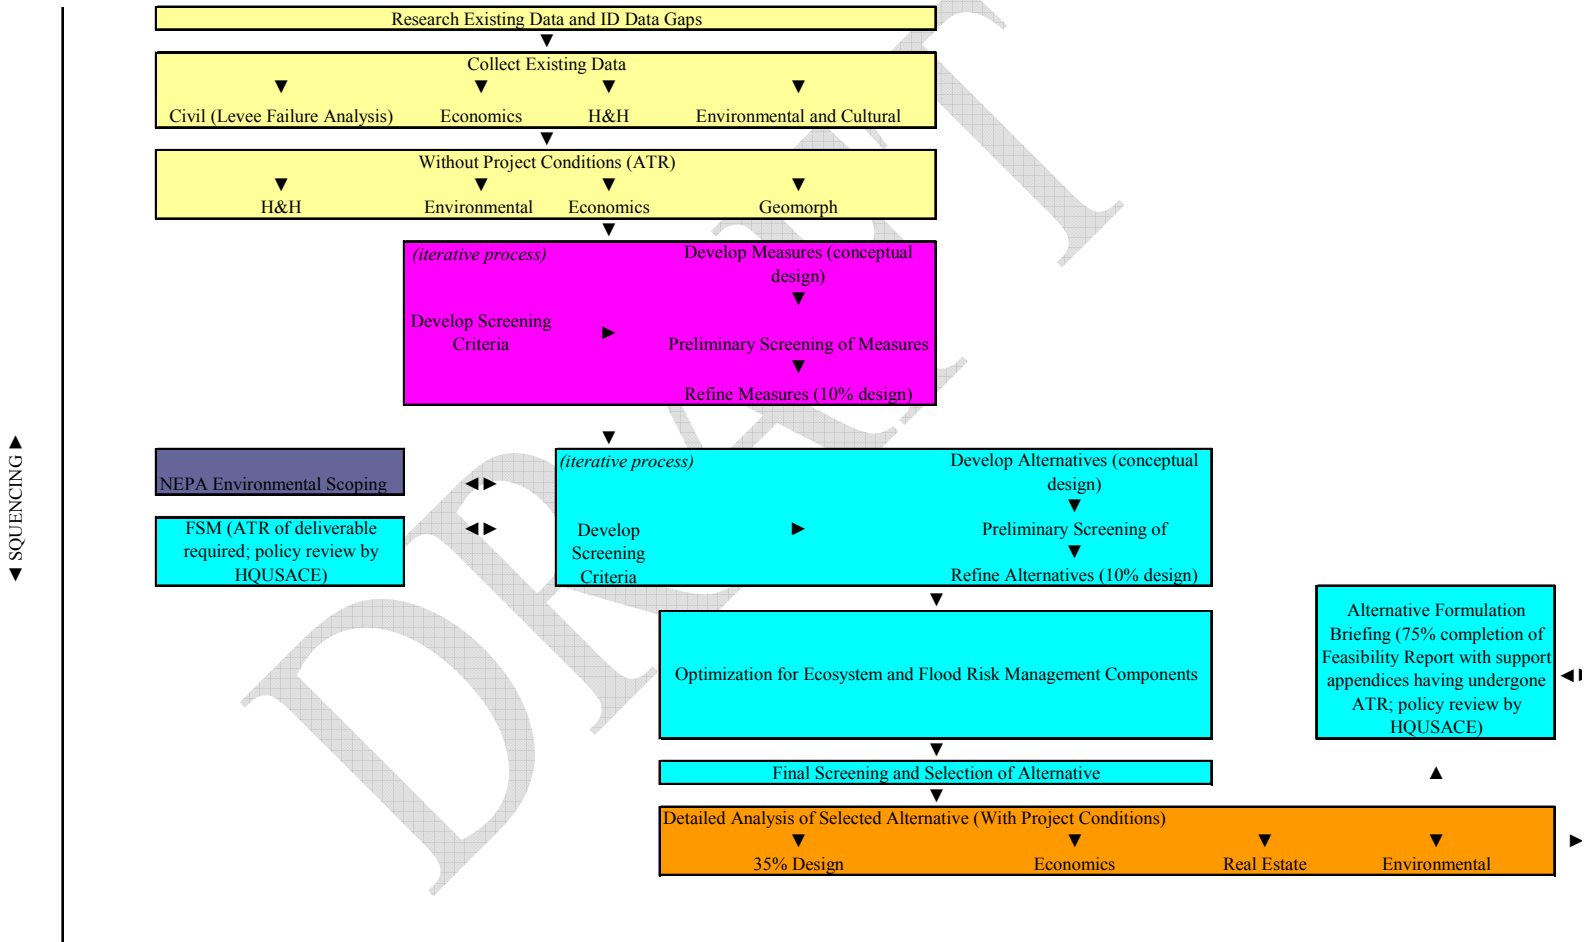 Research Existing Data and ID Data Gaps
▼
Collect Existing Data
▼ ▼ ▼ ▼
Civil (Levee Failure Analysis) Economics H&H Environmental and Cultural
▼
Without Project Conditions (ATR)
▼ ▼ ▼ ▼
H&H Environmental Economics Geomorph
▼
(iterative process)
Develop Measures (conceptual
design)
▼
Develop Screening
Criteria
►
Preliminary Screening of Measures
▼
Refine Measures (10% design)
▼
◄ SQUENCING ►
NEPA Environmental Scoping
◄►
FSM (ATR of deliverable
required; policy review by
HQUSACE)
◄►
(iterative process)
Develop Alternatives (conceptual
design)
▼
Develop
Screening
Criteria
►
Preliminary Screening of
▼
Refine Alternatives (10% design)
▼
Optimization for Ecosystem and Flood Risk Management Components
Alternative Formulation
Briefing (75% completion of
Feasibility Report with support
appendices having undergone
ATR; policy review by
HQUSACE)
▼
Final Screening and Selection of Alternative
▲
▼
Detailed Analysis of Selected Alternative (With Project Conditions)
▼ ▼ ▼ ▼ ►
35% Design Economics Real Estate Environmental
DRAFT